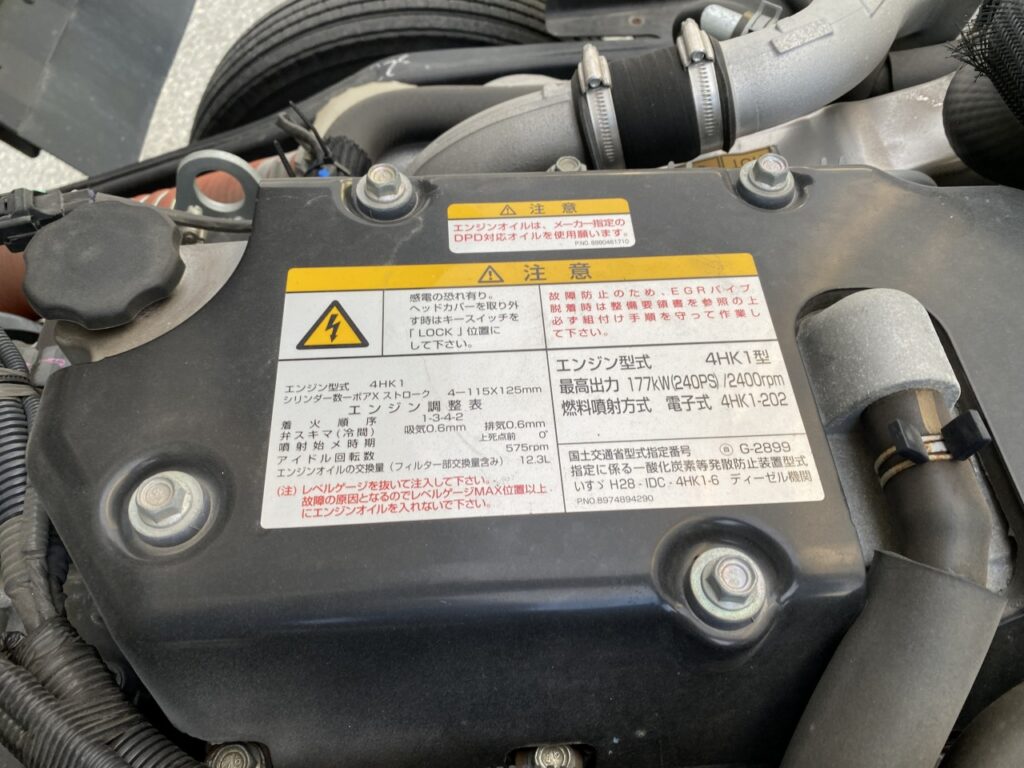 注意
エンジンオイルは、メーカー指定の
DPD対応オイルを使用願います。
P.NO. 8980461710
注意
感電の恐れ有り。
ヘッドカバーを取り外
す時はキースイッチを
「LOCK」位置に
して下さい。
故障防止のため、EGRパイプ
脱着時は整備要領書を参照の上
必ず組付け手順を守って作業し
て下さい。
エンジン型式 4HK1
シリンダー数ーボアX ストローク 4-115X125mm
エンジン調整表
着火順序 1-3-4-2
弁スキマ(冷間) 吸気0.6mm 排気0.6mm
噴射始メ時期 上死点前 0°
アイドル回転数 575rpm
エンジンオイルの交換量 (フィルター部交換量含み) 12.3L
(注) レベルゲージを抜いて注入して下さい。
故障の原因となるのでレベルゲージMAX位置以上
にエンジンオイルを入れないで下さい。
エンジン型式 4HK1型
最高出力 177kW(240PS) /2400rpm
燃料噴射方式 電子式 4HK1-202
国土交通省型式指定番号 G-2899
指定に係る一酸化炭素等発散防止装置型式
いすゞ H28-IDC-4HK1-6 ディーゼル機関
P.NO. 8974894290